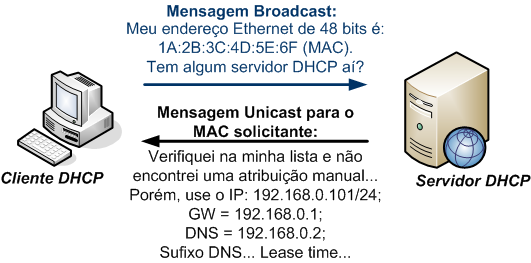 Mensagem Broadcast:
Meu endereço Ethernet de 48 bits é:
1A:2B:3C:4D:5E:6F (MAC).
Tem algum servidor DHCP aí?
Mensagem Unicast para o
MAC solicitante:
Cliente DHCP
Servidor DHCP
Verifiquei na minha lista e não
encontrei uma atribuição manual...
Porém, use o IP: 192.168.0.101/24;
GW = 192.168.0.1;
DNS = 192.168.0.2;
Sufixo DNS... Lease time...